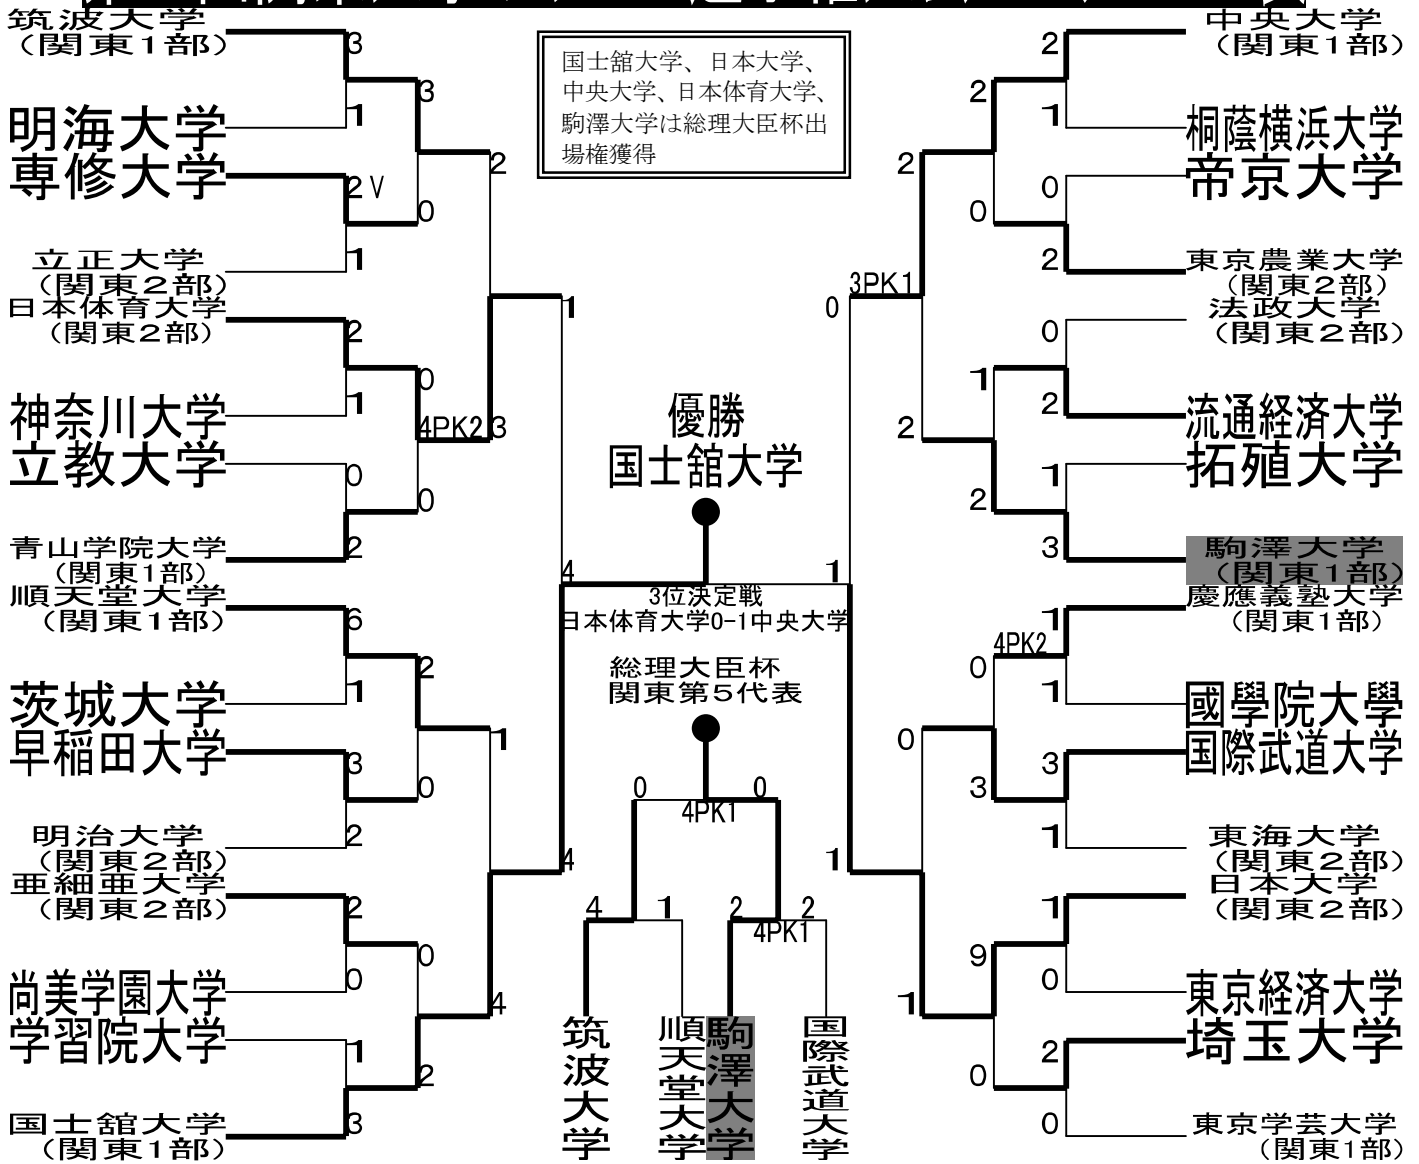 筑波大学
（関東1部）
3
明海大学
1
3
専修大学
2 V
立正大学
（関東2部）
1
0
2
日本体育大学
（関東2部）
2
神奈川大学
1
0
4PK2
立教大学
0
青山学院大学
（関東1部）
2
0
3
1
順天堂大学
（関東1部）
6
茨城大学
1
2
早稲田大学
3
明治大学
（関東2部）
2
0
1
亜細亜大学
（関東2部）
2
尚美学園大学
0
0
学習院大学
1
国士舘大学
（関東1部）
3
2
4
4
国士舘大学、日本大学、
中央大学、日本体育大学、
駒澤大学は総理大臣杯出
場権獲得
優勝
国士舘大学
4
1
3位決定戦
日本体育大学0-1中央大学
総理大臣杯
関東第5代表
0
0
4PK1
4
1
2
2
4PK1
筑波大学
順天堂大学
駒澤大学
国際武道大学
中央大学
（関東1部）
2
桐蔭横浜大学
1
2
帝京大学
0
東京農業大学
（関東2部）
2
0
2
3PK1
0
法政大学
（関東2部）
0
流通経済大学
2
1
拓殖大学
1
駒澤大学
（関東1部）
3
2
2
慶應義塾大学
（関東1部）
1
4PK2
國學院大學
1
0
国際武道大学
3
東海大学
（関東2部）
1
3
0
1
日本大学
（関東2部）
1
東京経済大学
0
9
埼玉大学
2
東京学芸大学
（関東1部）
0
0
1